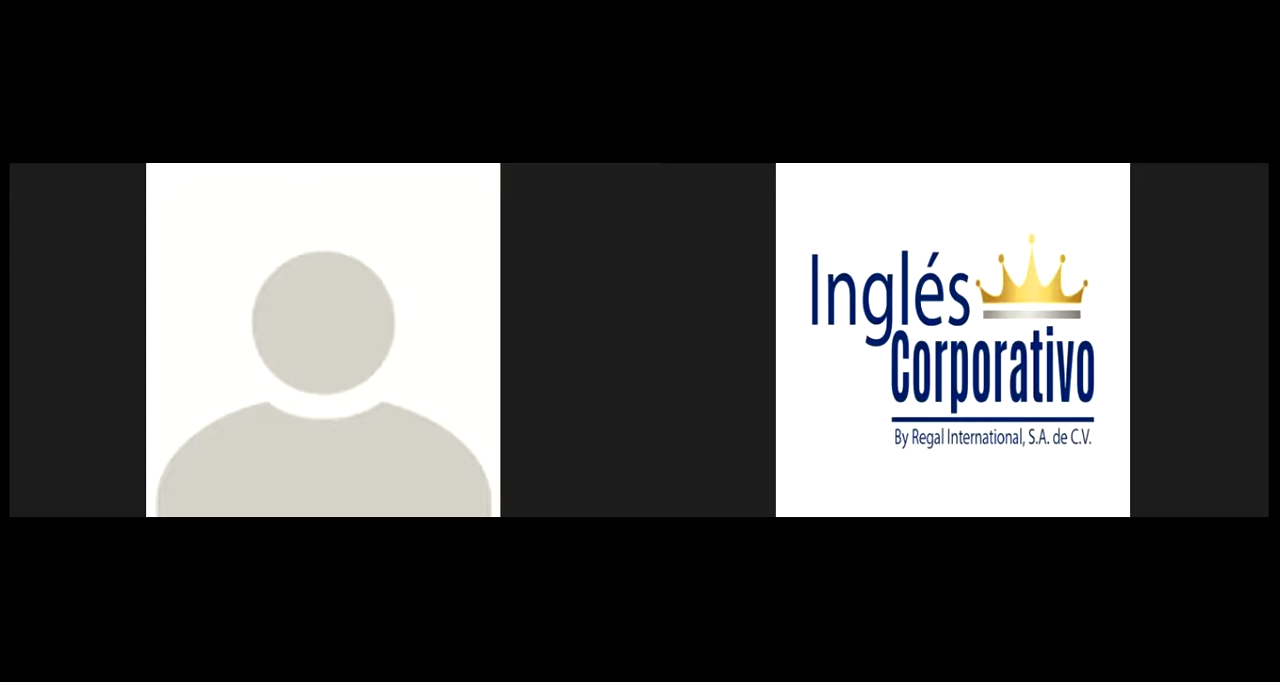 Inglés
Corporativo
By Regal International, S.A. de C.V.